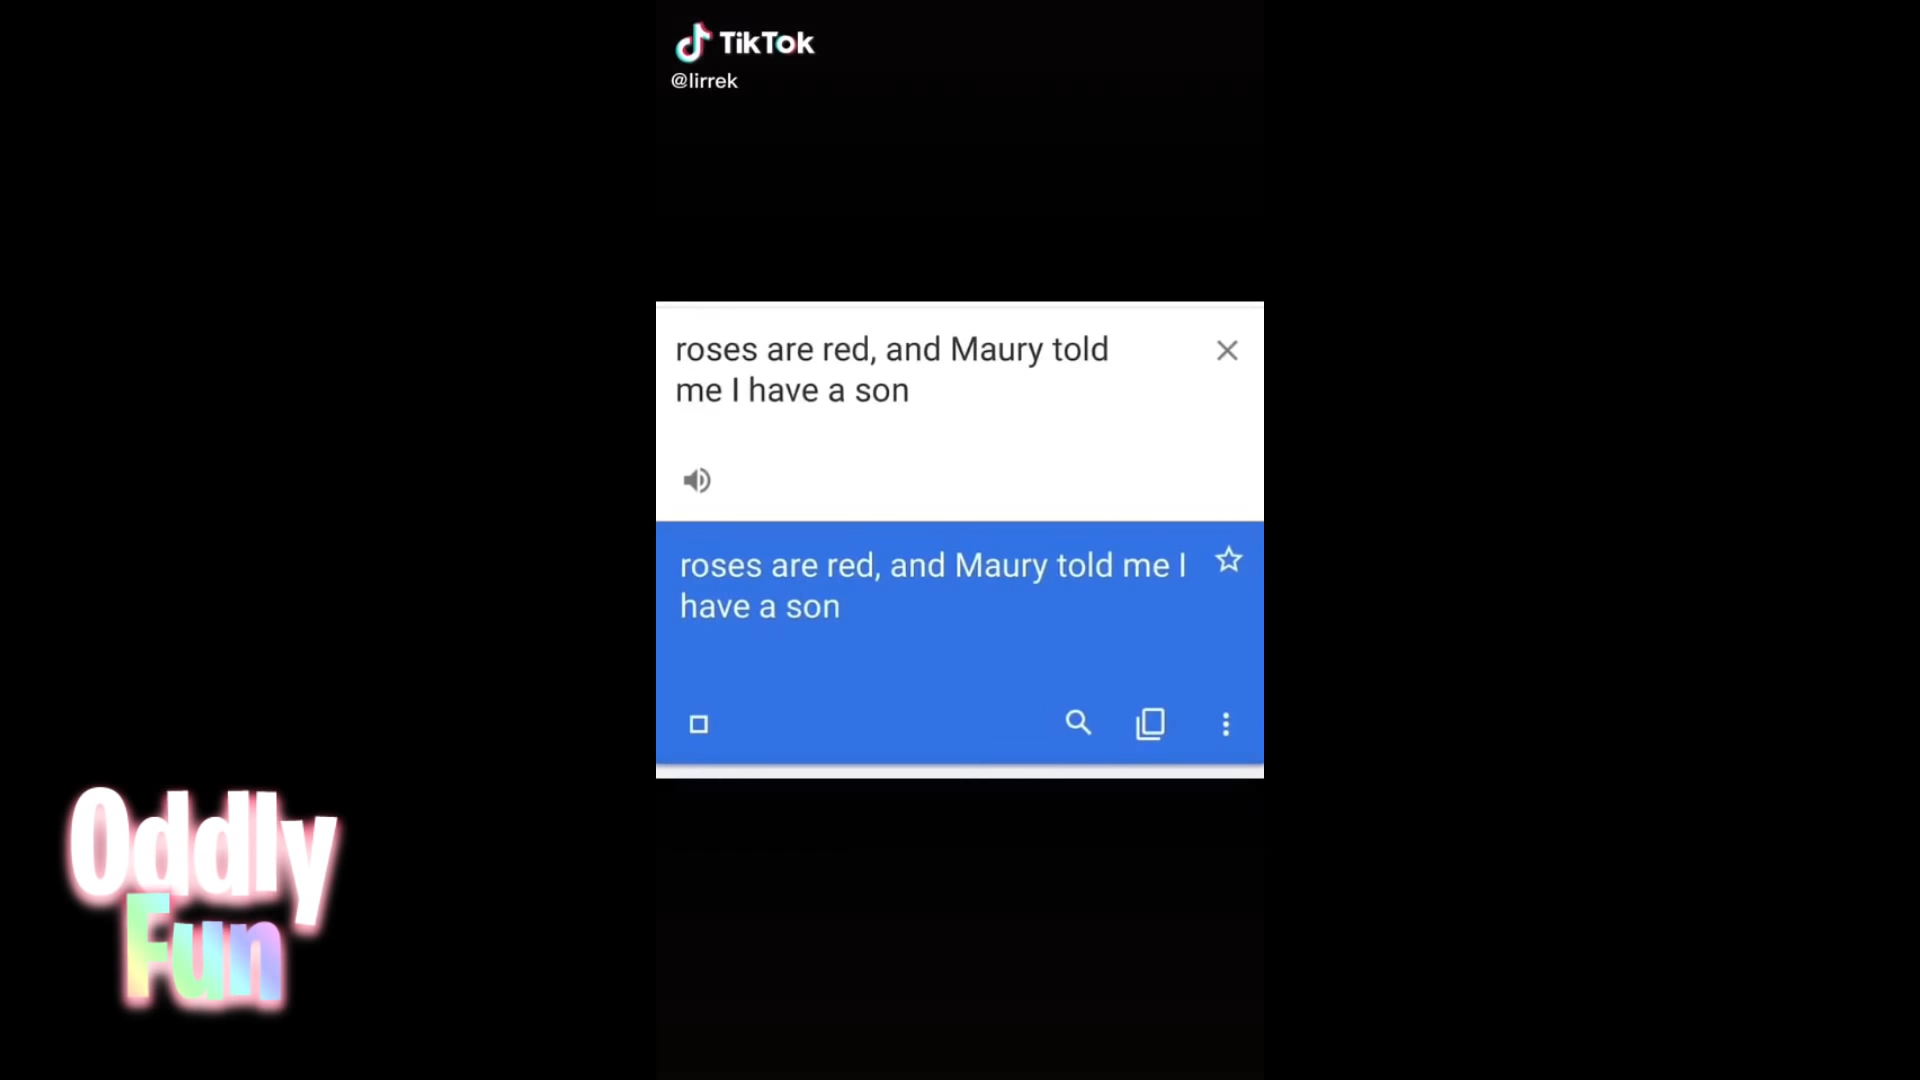 TikTok
@lirrek
roses are red, and Maury told
me I have a son
roses are red, and Maury told me I
have a son
Oddly
Fun